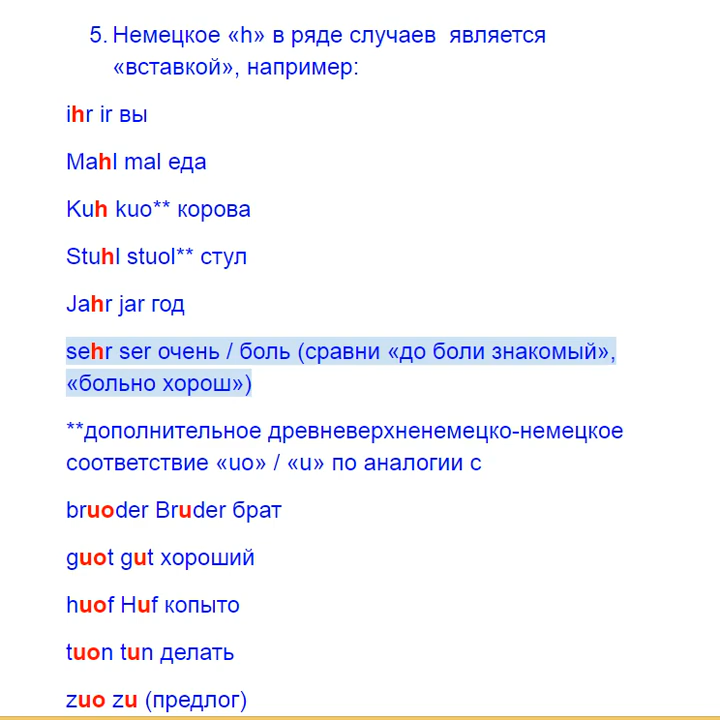 5. Немецкое «h» в ряде случаев является
«вставкой», например:
ihr ir вы
Mahl mal еда
Kuh kuo** корова
Stuhl stuol** стул
Jahr jar год
sehr ser очень / боль (сравни «до боли знакомый»,
«больно хорош»)
**дополнительное древневерхненемецко-немецкое
соответствие «uo» / «u» по аналогии с
bruoder Bruder брат
guot gut хороший
huof Huf копыто
tuon tun делать
zuo zu (предлог)